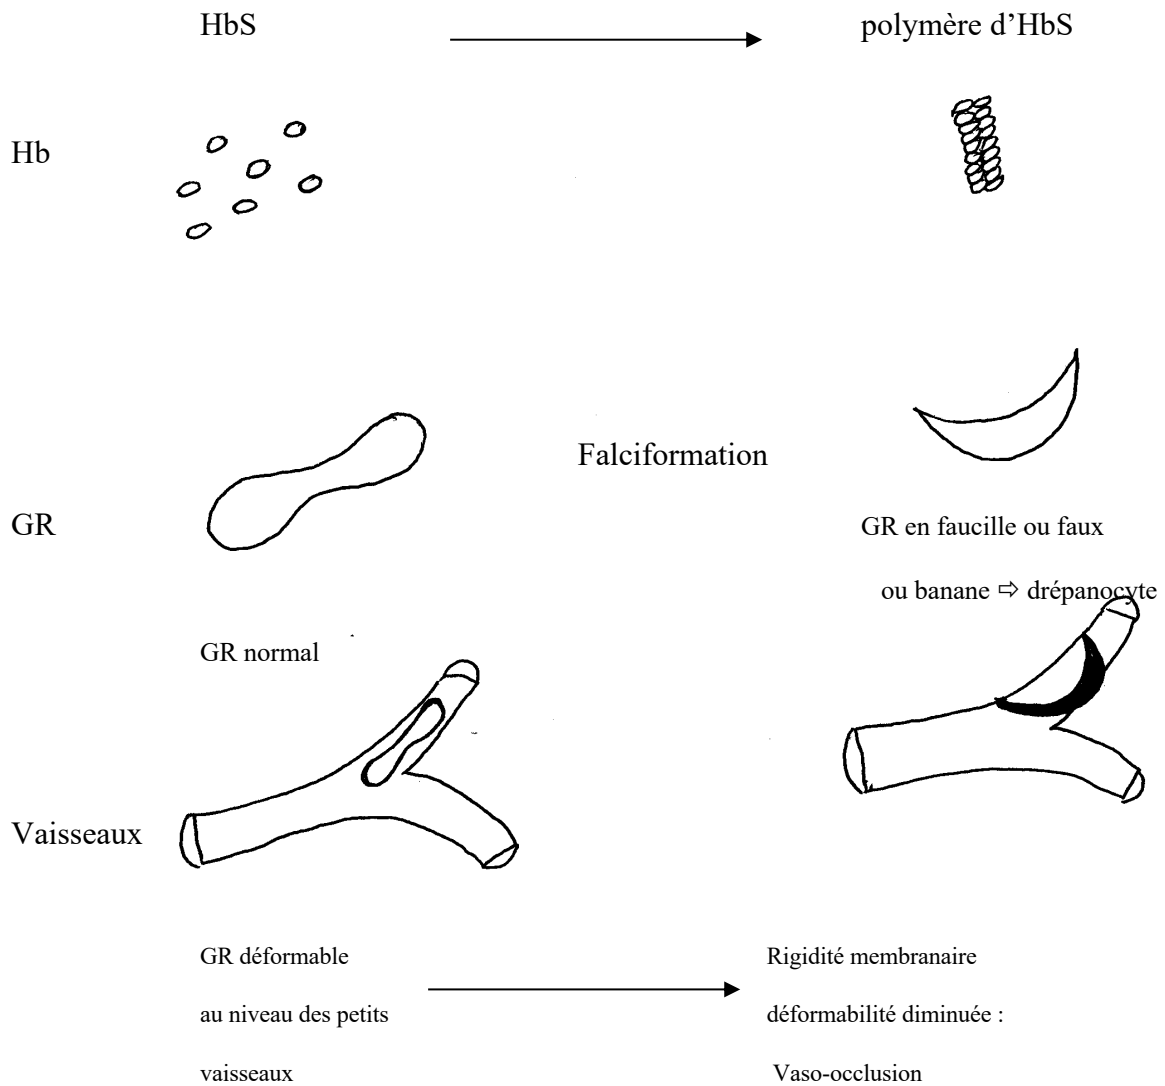 HbS
polymère d’HbS
Hb
Falciformation
GR
GR en faucille ou faux
ou banane ⇨ drépanocyte
GR normal
Vaisseaux
GR déformable
au niveau des petits
vaisseaux
Rigidité membranaire
déformabilité diminuée :
Vaso-occlusion